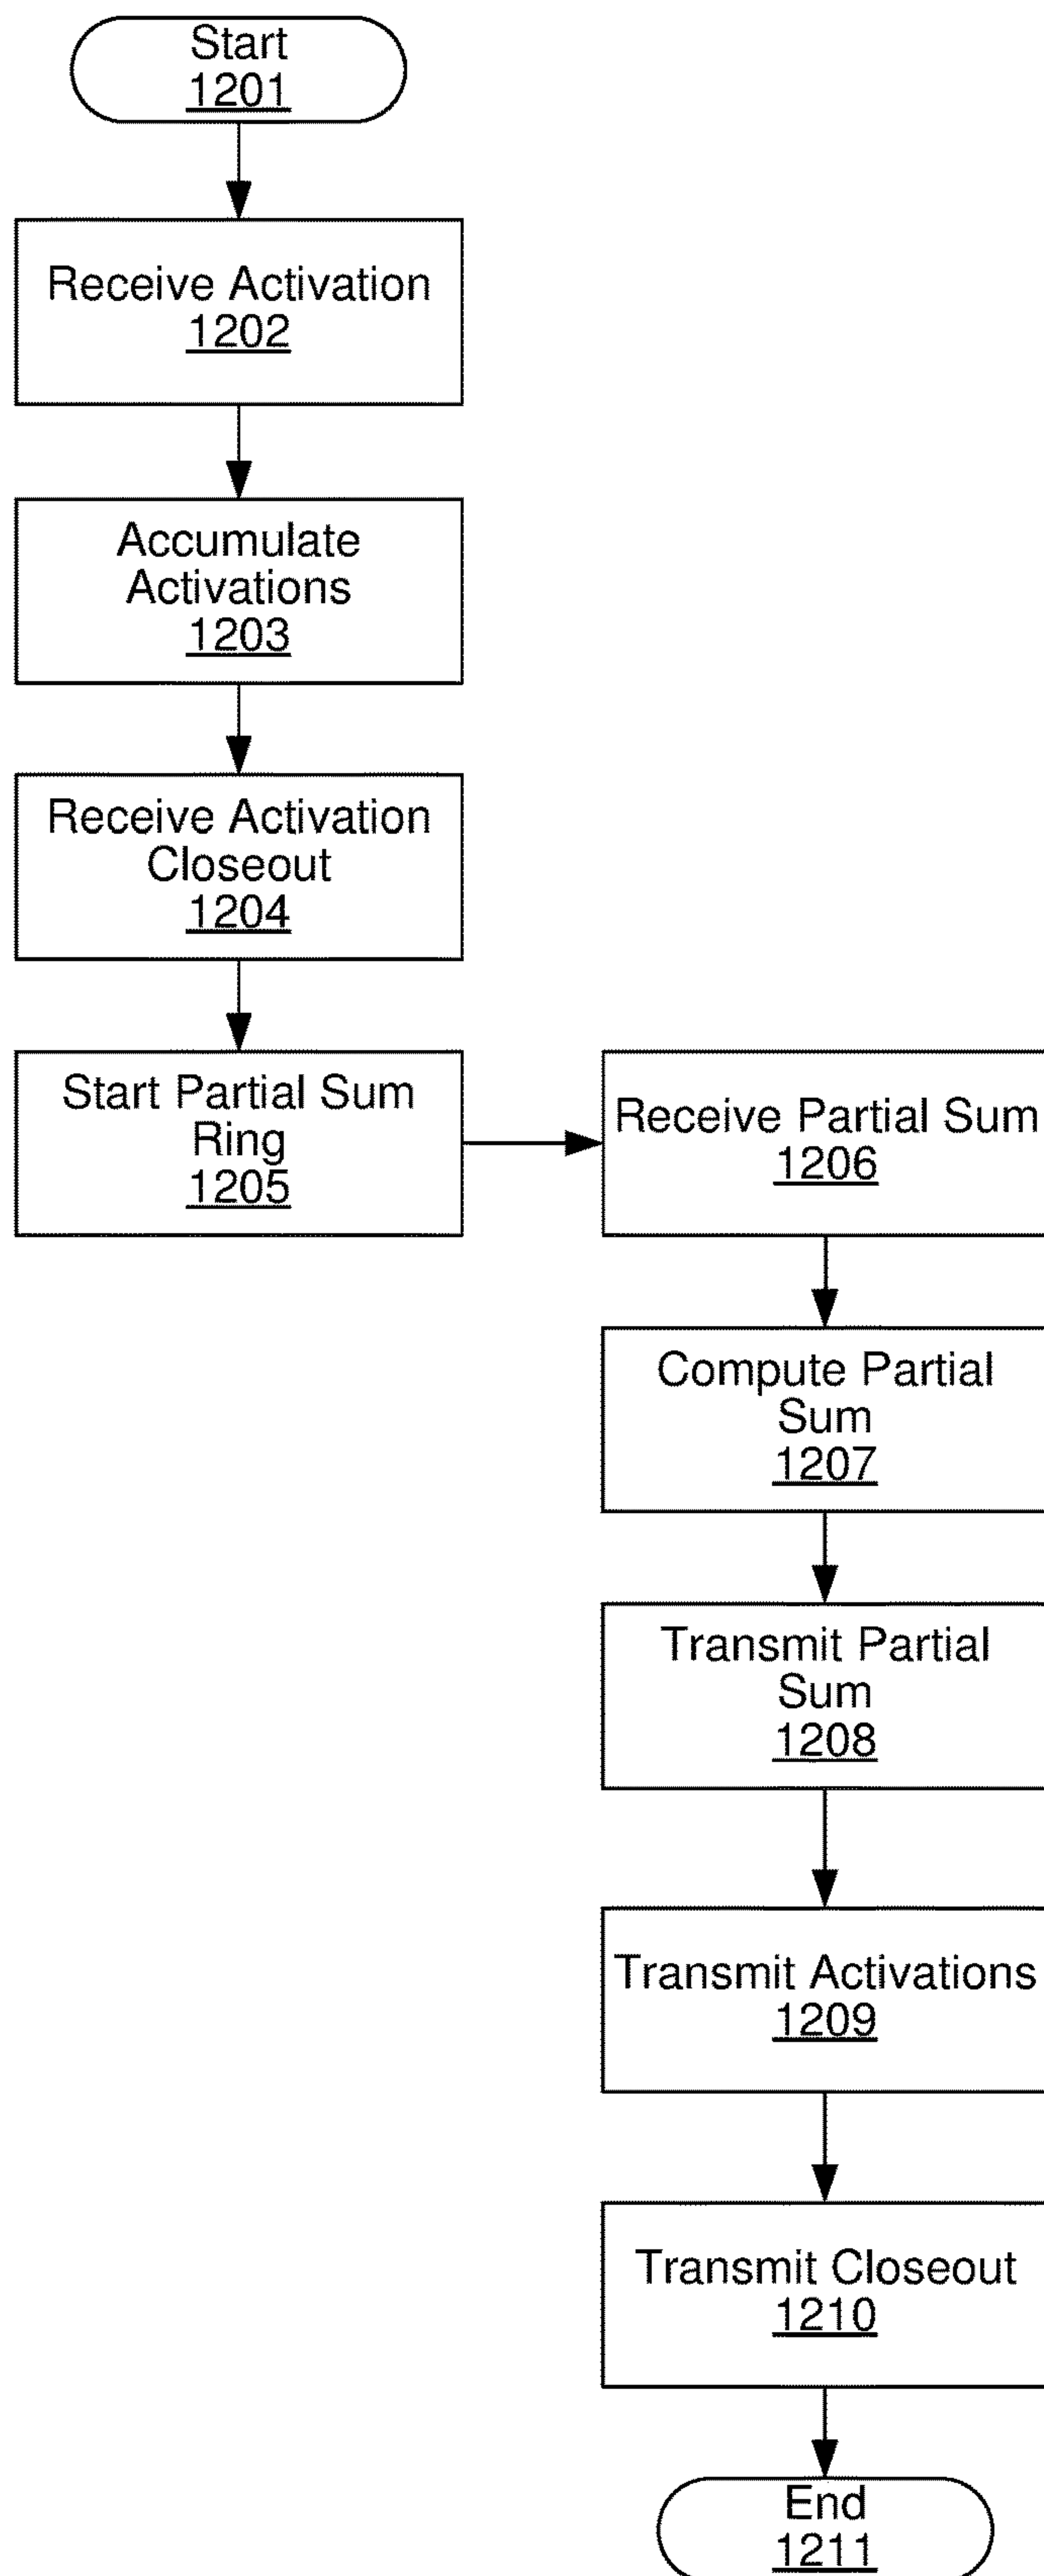 Start
1201
Receive Activation
1202
Accumulate
Activations
1203
Receive Activation
Closeout
1204
Start Partial Sum
Ring
1205
Receive Partial Sum
1206
Compute Partial
Sum
1207
Transmit Partial
Sum
1208
Transmit Activations
1209
Transmit Closeout
1210
End
1211